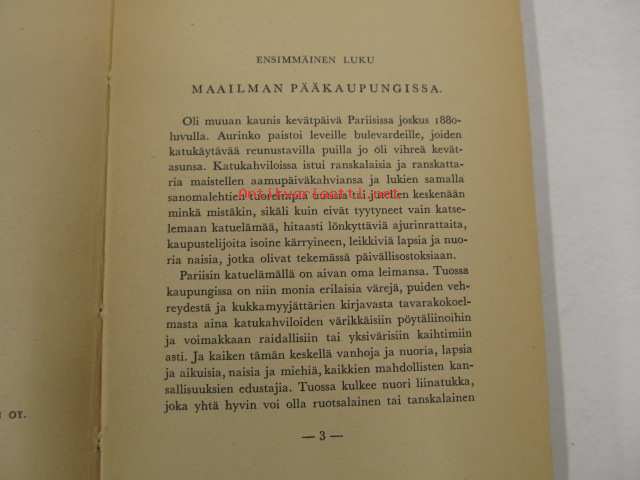 ENSIMMÄINEN LUKU
MAAILMAN PÄÄKAUPUNGISSA.
Oli muuan kaunis kevätpäivä Pariisissa joskus 1880-
luvulla. Aurinko paistoi leveille bulevardeille, joiden
katukäytävää reunustavilla puilla jo oli vihreä kevät-
asunsa. Katukahviloissa istui ranskalaisia ja ranskatta-
ria maistellen aamupäiväkahviansa ja lukien samalla
sanomalehtien tuoreimpia uutisia tai jutellen keskenään
Antikvariaatti.net
minkä mistäkin, sikäli kuin eivät tyytyneet vain katse-
lemaan katuelämää, hitaasti lönkyttäviä ajurinrattaita,
kaupustelijoita isoine kärryineen, leikkiviä lapsia ja nuo-
ria naisia, jotka olivat tekemässä päivällisostoksiaan.
Pariisin katuelämällä on aivan oma leimansa. Tuossa
kaupungissa on niin monia erilaisia värejä, puiden veh-
reydestä ja kukkamyyjättärien kirjavasta tavarakokoel-
masta aina katukahviloiden värikkäisiin pöytäliinoihin
ja voimakkaan raidallisiin tai yksivärisiin kaihtimiin
asti. Ja kaiken tämän keskellä vanhoja ja nuoria, lapsia
ja aikuisia, naisia ja miehiä, kaikkien mahdollisten kan-
sallisuuksien edustajia. Tuossa kulkee nuori liinatukka,
joka yhtä hyvin voi olla ruotsalainen tai tanskalainen
— 3 —
OY.